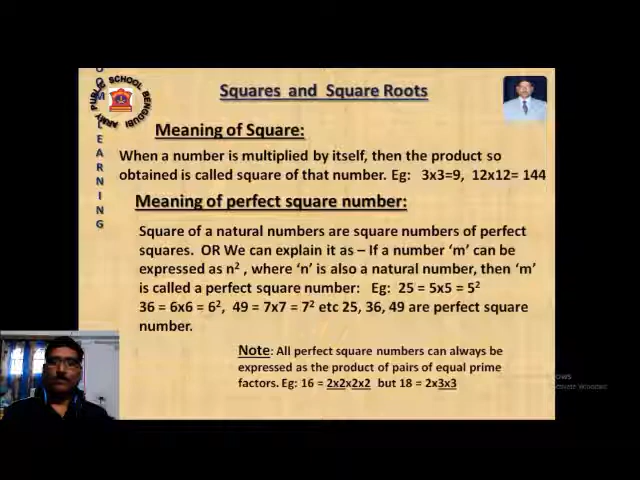 Squares and Square Roots
ARMY PUBLIC SCHOOL BENGDUBI
O
M
L
E
A
R
N
I
N
G
Meaning of Square:
When a number is multiplied by itself, then the product so
obtained is called square of that number. Eg: 3x3=9, 12x12= 144
Meaning of perfect square number:
Square of a natural numbers are square numbers of perfect
squares. OR We can explain it as – If a number ‘m’ can be
expressed as n² , where ‘n’ is also a natural number, then ‘m’
is called a perfect square number: Eg: 25 = 5x5 = 5²
36 = 6x6 = 6², 49 = 7x7 = 7² etc 25, 36, 49 are perfect square
number.
Note: All perfect square numbers can always be
expressed as the product of pairs of equal prime
factors. Eg: 16 = 2x2x2x2 but 18 = 2x3x3